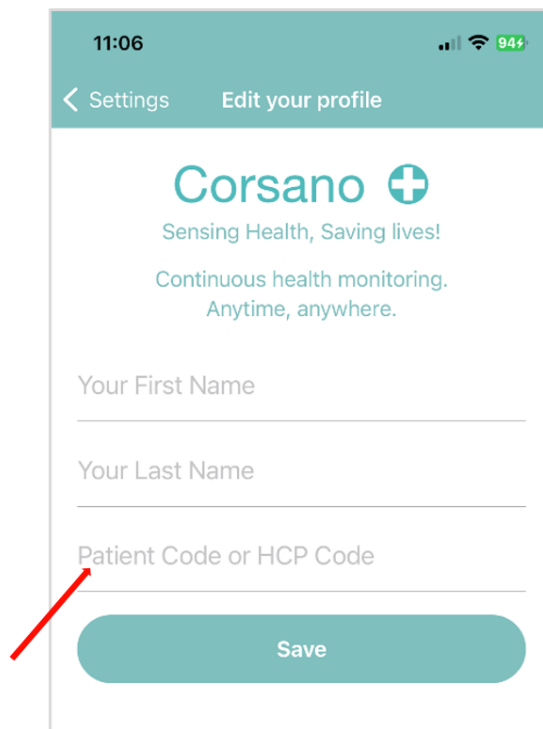 11:06
94
Settings
Edit your profile
Corsano
Sensing Health, Saving lives!
Continuous health monitoring.
Anytime, anywhere.
Your First Name
Your Last Name
Patient Code or HCP Code
Save